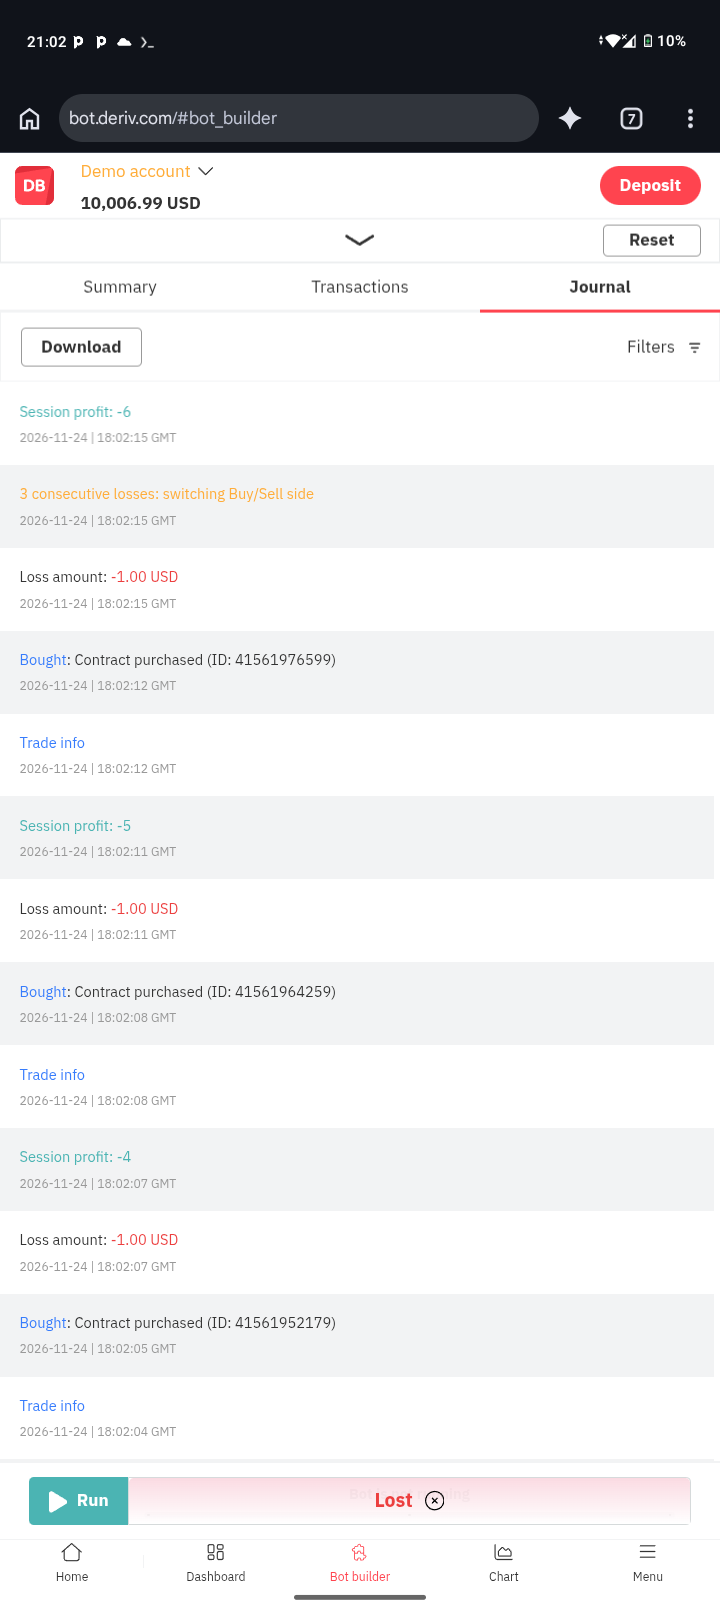 21:02
10%
bot.deriv.com/#bot_builder
7
DB
Demo account
10,006.99 USD
Deposit
Reset
Summary
Transactions
Journal
Download
Filters
Session profit: -6
2026-11-24 | 18:02:15 GMT
3 consecutive losses: switching Buy/Sell side
2026-11-24 | 18:02:15 GMT
Loss amount: -1.00 USD
2026-11-24 | 18:02:15 GMT
Bought: Contract purchased (ID: 41561976599)
2026-11-24 | 18:02:12 GMT
Trade info
2026-11-24 | 18:02:12 GMT
Session profit: -5
2026-11-24 | 18:02:11 GMT
Loss amount: -1.00 USD
2026-11-24 | 18:02:11 GMT
Bought: Contract purchased (ID: 41561964259)
2026-11-24 | 18:02:08 GMT
Trade info
2026-11-24 | 18:02:08 GMT
Session profit: -4
2026-11-24 | 18:02:07 GMT
Loss amount: -1.00 USD
2026-11-24 | 18:02:07 GMT
Bought: Contract purchased (ID: 41561952179)
2026-11-24 | 18:02:05 GMT
Trade info
2026-11-24 | 18:02:04 GMT
Run
Lost
Home
Dashboard
Bot builder
Chart
Menu